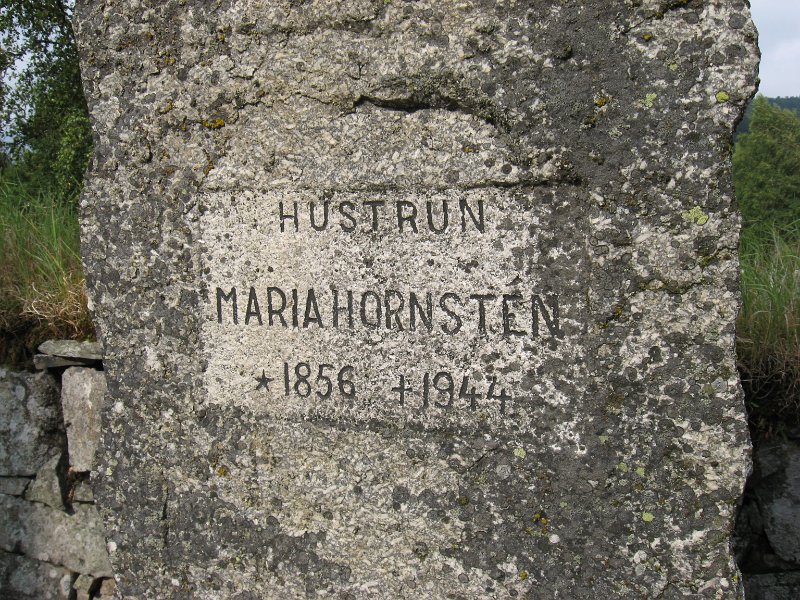 HUSTRUN
MARIA HORNSTÉN
* 1856 + 1944